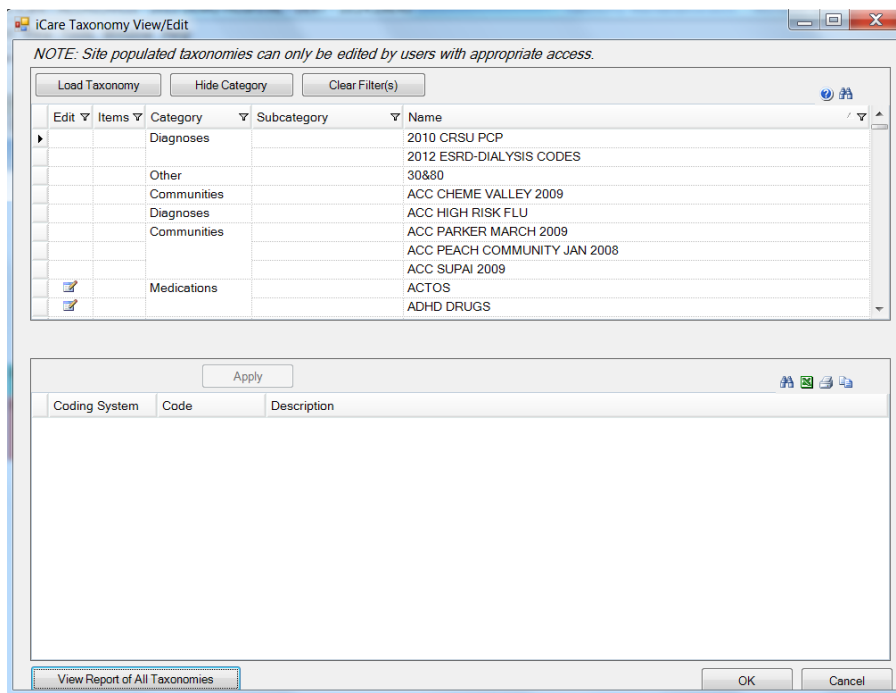 iCare Taxonomy View/Edit
NOTE: Site populated taxonomies can only be edited by users with appropriate access.
Load Taxonomy Hide Category Clear Filter(s)
Edit Items Category Subcategory Name
Diagnoses 2010 CRSU PCP
2012 ESRD-DIALYSIS CODES
Other 30&80
Communities ACC CHEME VALLEY 2009
Diagnoses ACC HIGH RISK FLU
Communities ACC PARKER MARCH 2009
ACC PEACH COMMUNITY JAN 2008
ACC SUPAI 2009
Medications ACTOS
ADHD DRUGS
Apply
Coding System Code Description
View Report of All Taxonomies OK Cancel